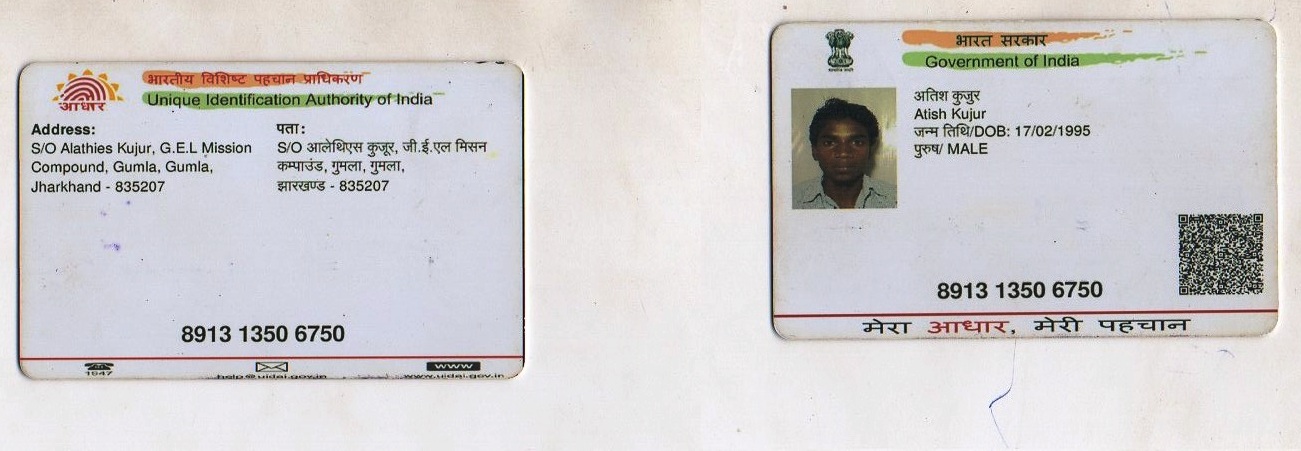 आधार
भारतीय विशिष्ट पहचान प्राधिकरण
Unique Identification Authority of India
Address:
S/O Alathies Kujur, G.E.L Mission
Compound, Gumla, Gumla,
Jharkhand - 835207
पता:
S/O आलेथिएस कुजूर, जी.ई.एल मिसन
कम्पाउंड, गुमला, गुमला,
झारखण्ड - 835207
8913 1350 6750
1947
help@uidai.gov.in
www
www.uidai.gov.in
भारत सरकार
Government of India
अतिश कुजुर
Atish Kujur
जन्म तिथि/DOB: 17/02/1995
पुरुष/ MALE
8913 1350 6750
मेरा आधार, मेरी पहचान